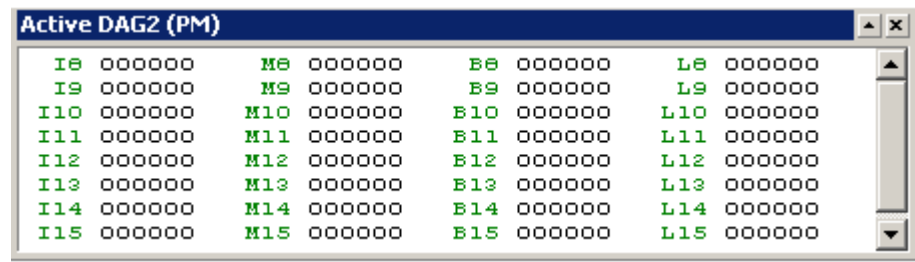 Active DAG2 (PM)
I8 000000 M8 000000 B8 000000 L8 000000
I9 000000 M9 000000 B9 000000 L9 000000
I10 000000 M10 000000 B10 000000 L10 000000
I11 000000 M11 000000 B11 000000 L11 000000
I12 000000 M12 000000 B12 000000 L12 000000
I13 000000 M13 000000 B13 000000 L13 000000
I14 000000 M14 000000 B14 000000 L14 000000
I15 000000 M15 000000 B15 000000 L15 000000